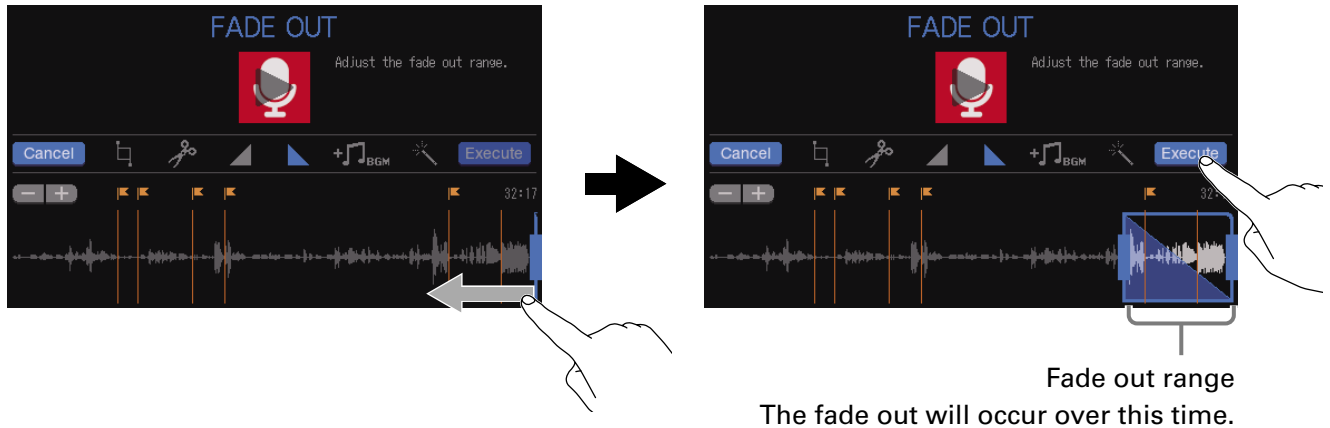 FADE OUT
Adjust the fade out range.
Cancel
+
BGM
Execute
− +
32:17
FADE OUT
Adjust the fade out range.
Cancel
+
BGM
Execute
− +
32:
Fade out range
The fade out will occur over this time.